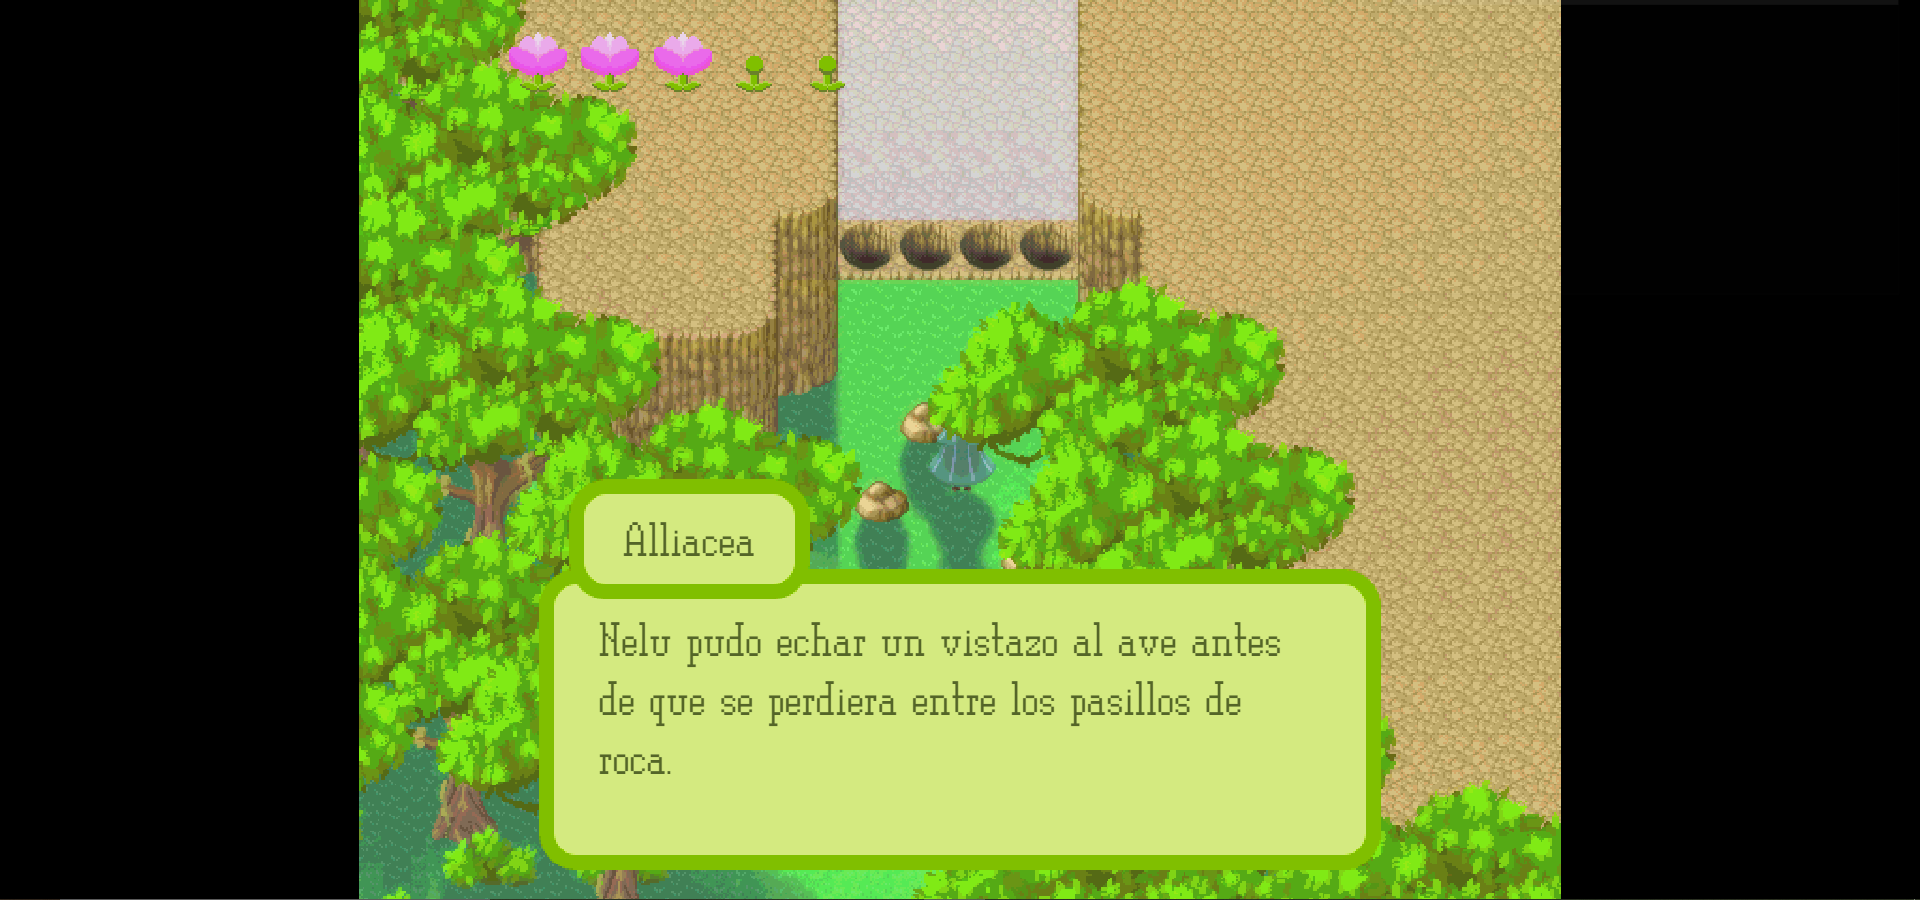 Alliacea
Nelu pudo echar un vistazo al ave antes
de que se perdiera entre los pasillos de
roca.